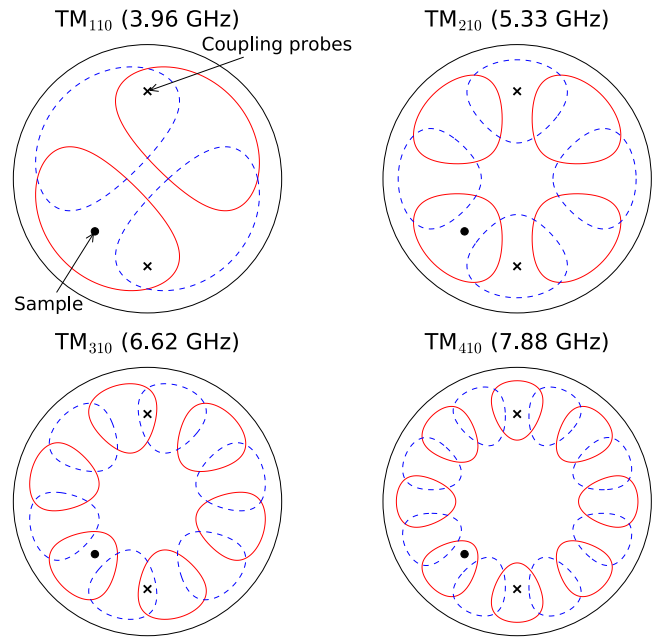 TM₁₁₀ (3.96 GHz)
TM₂₁₀ (5.33 GHz)
Coupling probes
Sample
TM₃₁₀ (6.62 GHz)
TM₄₁₀ (7.88 GHz)